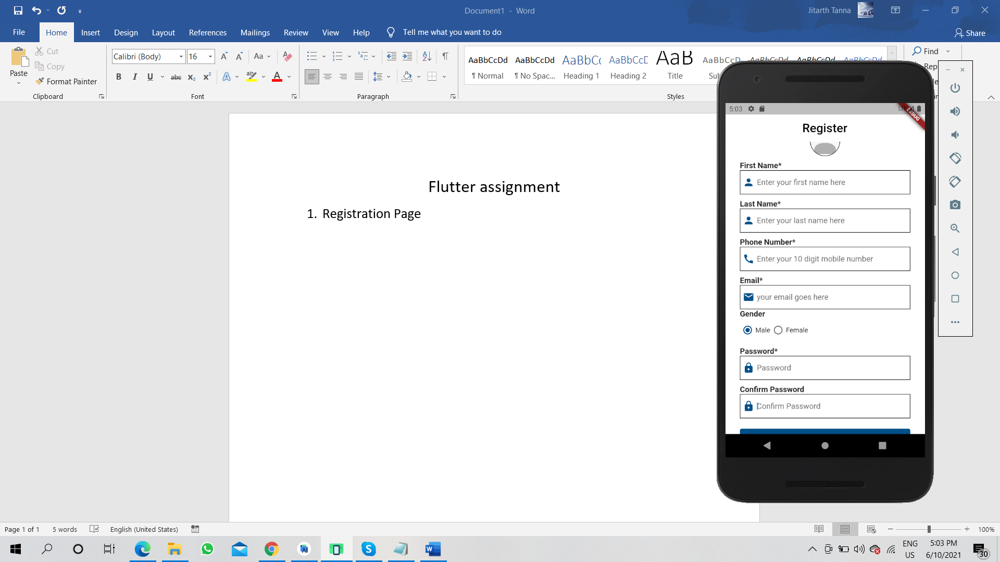 Document1 - Word
Jitarth Tanna
File
Home
Insert
Design
Layout
References
Mailings
Review
View
Help
Tell me what you want to do
Share
Paste
Cut
Copy
Format Painter
Clipboard
Calibri (Body)
16
Font
Paragraph
AaBbCcDd
¶ Normal
AaBbCcDd
¶ No Spac...
AaBbCc
Heading 1
AaBbCcD
Heading 2
AaB
Title
AaBbCcD
Styles
Find
Flutter assignment
1. Registration Page
5:03
LTE
DEBUG
Register
First Name*
Enter your first name here
Last Name*
Enter your last name here
Phone Number*
Enter your 10 digit mobile number
Email*
your email goes here
Gender
Male
Female
Password*
Password
Confirm Password
Confirm Password
Page 1 of 1
5 words
English (United States)
100%
ENG
US
5:03 PM
6/10/2021
30